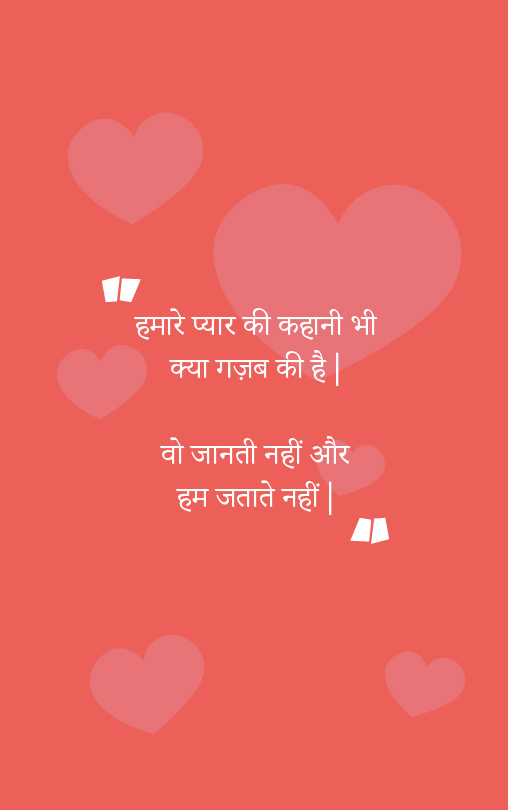 हमारे प्यार की कहानी भी
क्या गज़ब की है |
वो जानती नहीं और
हम जताते नहीं |